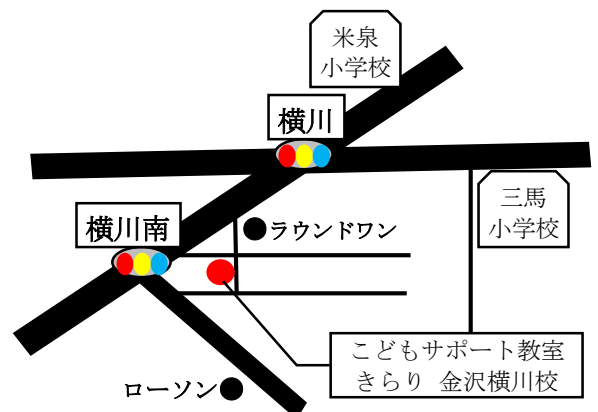 米泉
小学校
横川
三馬
小学校
横川南
ラウンドワン
こどもサポート教室
きらり 金沢横川校
ローソン